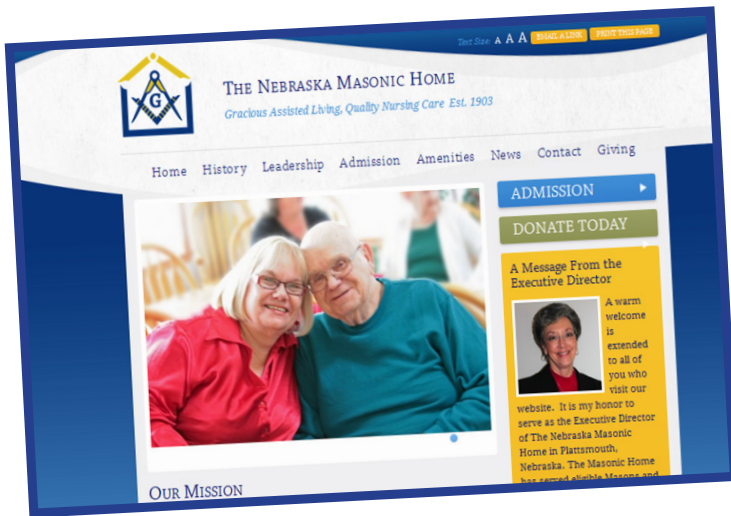 Text Size: A A A EMAIL A LINK PRINT THIS PAGE
G
The Nebraska Masonic Home
Gracious Assisted Living, Quality Nursing Care Est. 1903
Home History Leadership Admission Amenities News Contact Giving
ADMISSION
DONATE TODAY
A Message From the
Executive Director
A warm
welcome
is
extended
to all of
you who
visit our
website. It is my honor to
serve as the Executive Director
of The Nebraska Masonic
Home in Plattsmouth,
Nebraska. The Masonic Home
has served eligible Masons and
Our Mission